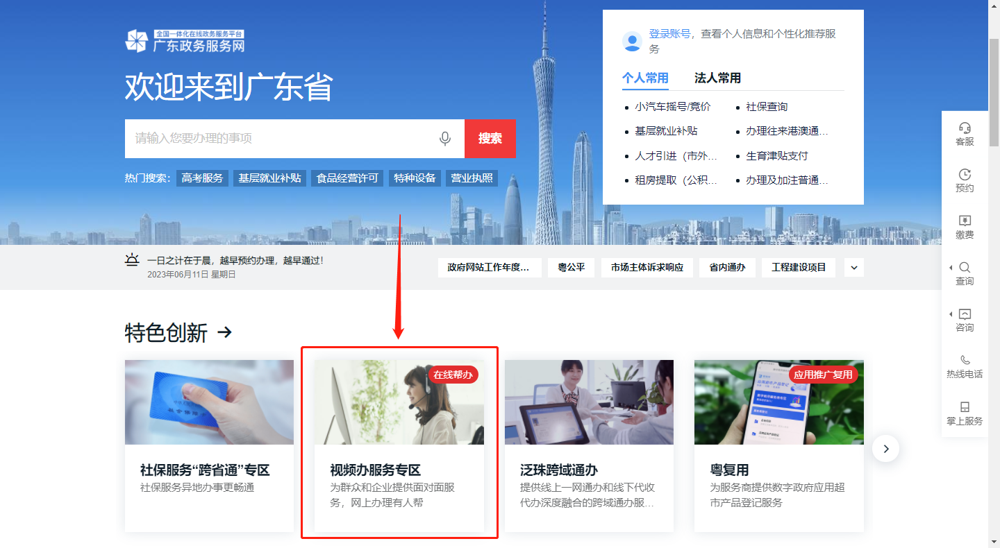 全国一体化在线政务服务平台
广东政务服务网
欢迎来到广东省
请输入您要办理的事项
搜索
热门搜索：
高考服务
基层就业补贴
食品经营许可
特种设备
营业执照
登录账号，查看个人信息和个性化推荐服
务
个人常用
法人常用
小汽车摇号/竞价
社保查询
基层就业补贴
办理往来港澳通…
人才引进（市外…
生育津贴支付
租房提取（公积…
办理及加注普通…
客服
预约
缴费
查询
咨询
热线电话
掌上服务
一日之计在于晨，越早预约办理，越早通过！
2023年06月11日 星期日
政府网站工作年度…
粤公平
市场主体诉求响应
省内通办
工程建设项目
特色创新
社保服务“跨省通”专区
社保服务异地办事更畅通
在线帮办
视频办服务专区
为群众和企业提供面对面服
务，网上办理有人帮
泛珠跨域通办
提供线上一网通办和线下代收
代办深度融合的跨域通办服…
应用推广复用
粤复用
为服务商提供数字政府应用超
市产品登记服务